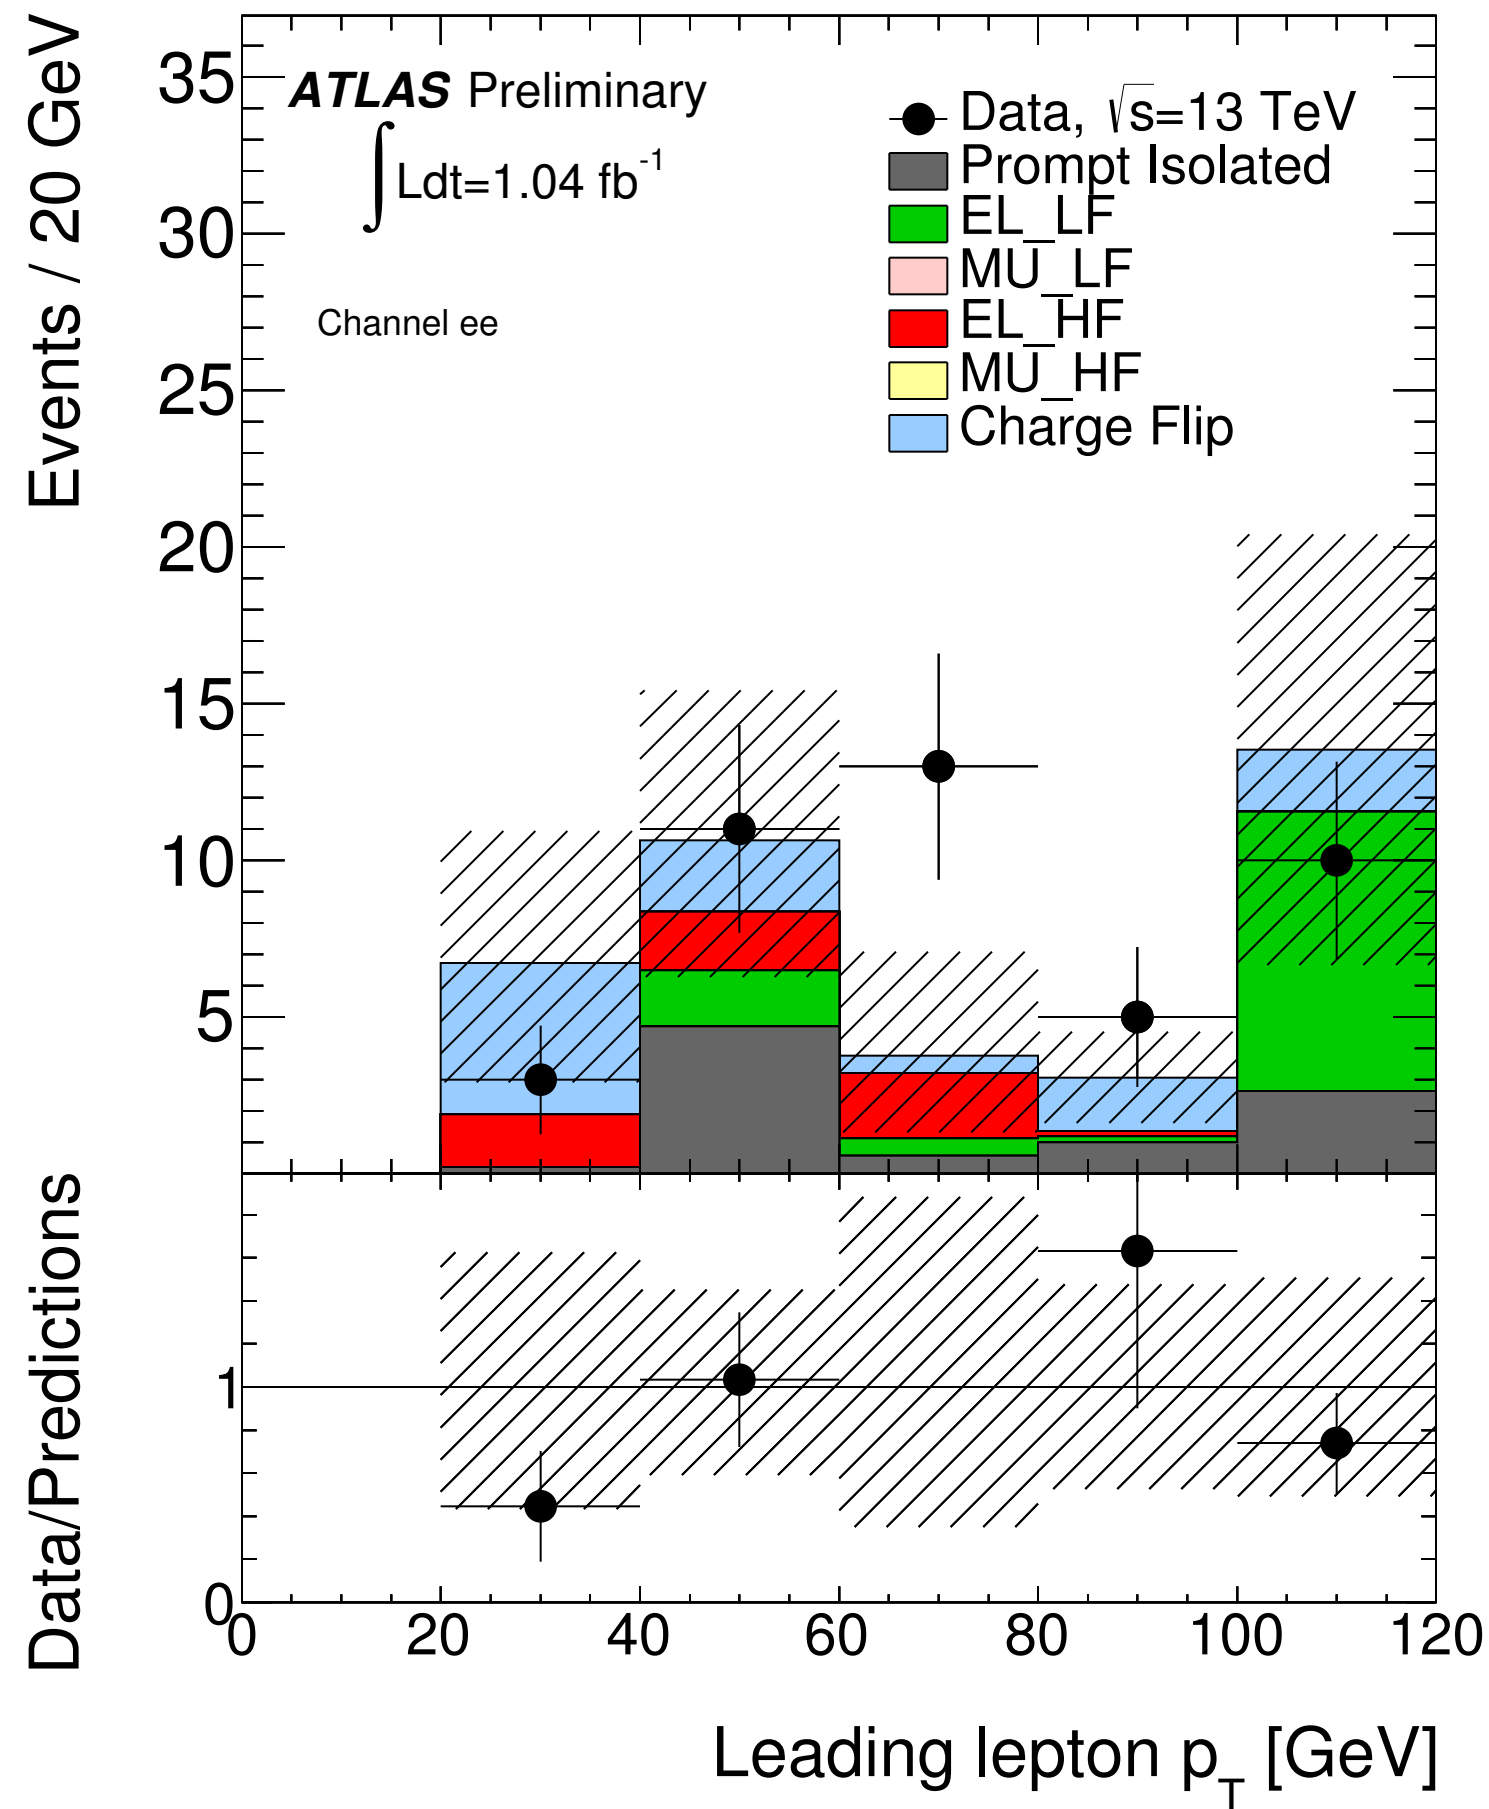 Events / 20 GeV
35
30
25
20
15
10
5
ATLAS Preliminary
∫Ldt=1.04 fb⁻¹
Channel ee
Data, √s=13 TeV
Prompt Isolated
EL_LF
MU_LF
EL_HF
MU_HF
Charge Flip
Data/Predictions
1
0
0 20 40 60 80 100 120
Leading lepton p_T [GeV]